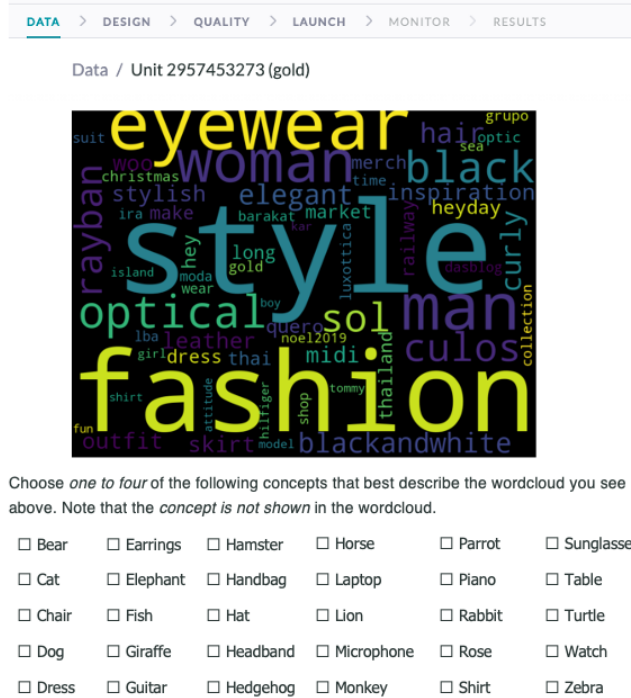 DATA > DESIGN > QUALITY > LAUNCH > MONITOR > RESULTS
Data / Unit 2957453273 (gold)
eyewear grupo
suit hair optic
woo woman merch black sea
christmas time
rayban stylish elegant inspiration
ira make barakat market heyday
style railway curly
hey long kar
island moda gold luxottica dasblog
wear
optical boy sol man
lba leather quero noel2019 culos collection
girl dress thai midi thailand
fashion
shirt attitude hilfiger shop tommy
fun
outfit skirt model blackandwhite
Choose one to four of the following concepts that best describe the wordcloud you see
above. Note that the concept is not shown in the wordcloud.
☐ Bear ☐ Earrings ☐ Hamster ☐ Horse ☐ Parrot ☐ Sunglasse
☐ Cat ☐ Elephant ☐ Handbag ☐ Laptop ☐ Piano ☐ Table
☐ Chair ☐ Fish ☐ Hat ☐ Lion ☐ Rabbit ☐ Turtle
☐ Dog ☐ Giraffe ☐ Headband ☐ Microphone ☐ Rose ☐ Watch
☐ Dress ☐ Guitar ☐ Hedgehog ☐ Monkey ☐ Shirt ☐ Zebra